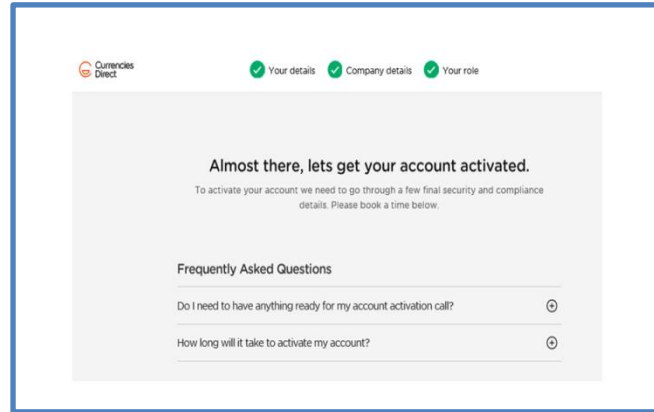 Currencies
Direct
Your details Company details Your role
Almost there, lets get your account activated.
To activate your account we need to go through a few final security and compliance
details. Please book a time below.
Frequently Asked Questions
Do I need to have anything ready for my account activation call?
How long will it take to activate my account?